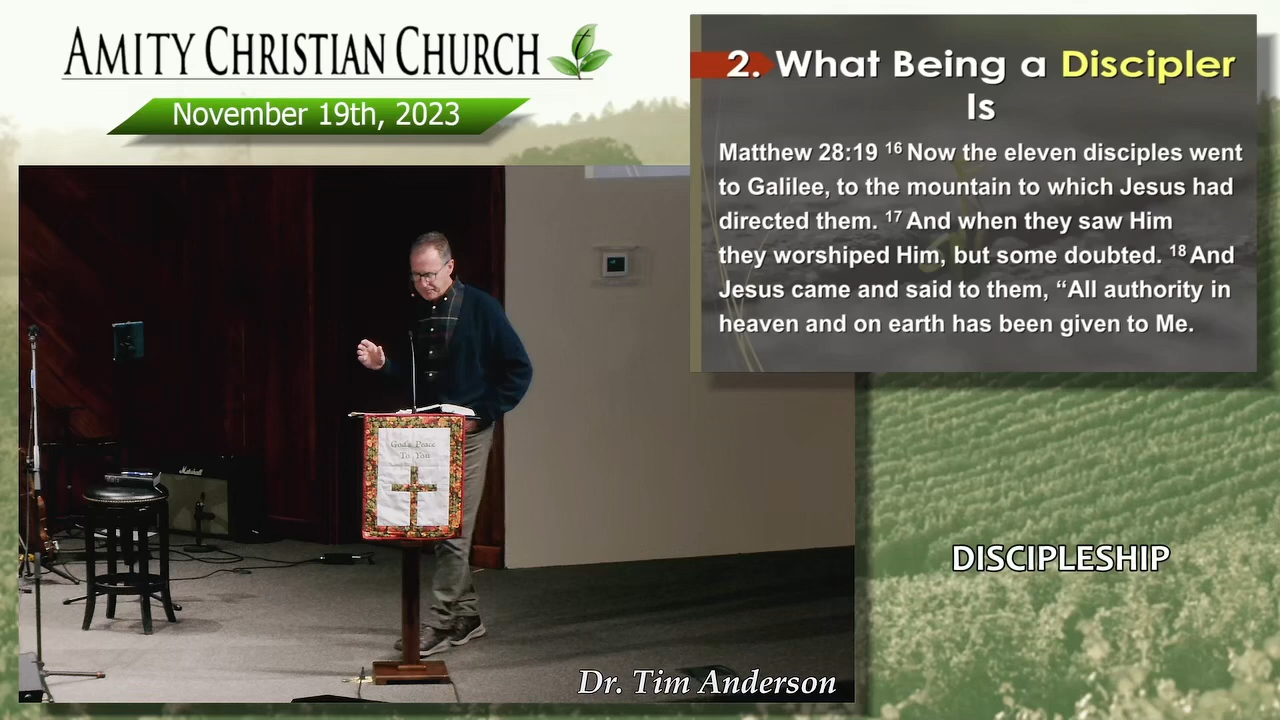 AMITY CHRISTIAN CHURCH
November 19th, 2023
2. What Being a Discipler
Is
Matthew 28:19 16 Now the eleven disciples went
to Galilee, to the mountain to which Jesus had
directed them. 17 And when they saw Him
they worshiped Him, but some doubted. 18 And
Jesus came and said to them, “All authority in
heaven and on earth has been given to Me.
Marshall
God's Peace
To You
DISCIPLESHIP
Dr. Tim Anderson